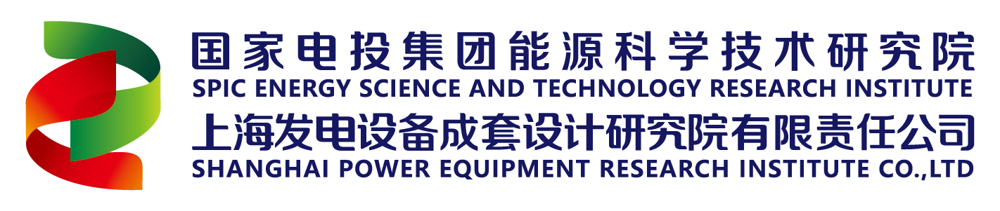 国家电投集团能源科学技术研究院
SPIC ENERGY SCIENCE AND TECHNOLOGY RESEARCH INSTITUTE
上海发电设备成套设计研究院有限责任公司
SHANGHAI POWER EQUIPMENT RESEARCH INSTITUTE CO.,LTD